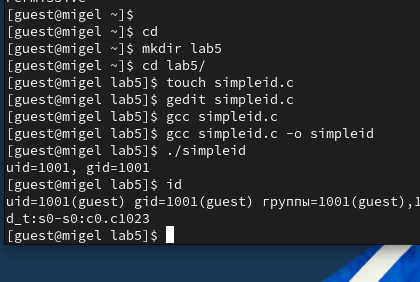 [guest@migel ~]$
[guest@migel ~]$ cd
[guest@migel ~]$ mkdir lab5
[guest@migel ~]$ cd lab5/
[guest@migel lab5]$ touch simpleid.c
[guest@migel lab5]$ gedit simpleid.c
[guest@migel lab5]$ gcc simpleid.c
[guest@migel lab5]$ gcc simpleid.c -o simpleid
[guest@migel lab5]$ ./simpleid
uid=1001, gid=1001
[guest@migel lab5]$ id
uid=1001(guest) gid=1001(guest) группы=1001(guest),1
d_t:s0-s0:c0.c1023
[guest@migel lab5]$